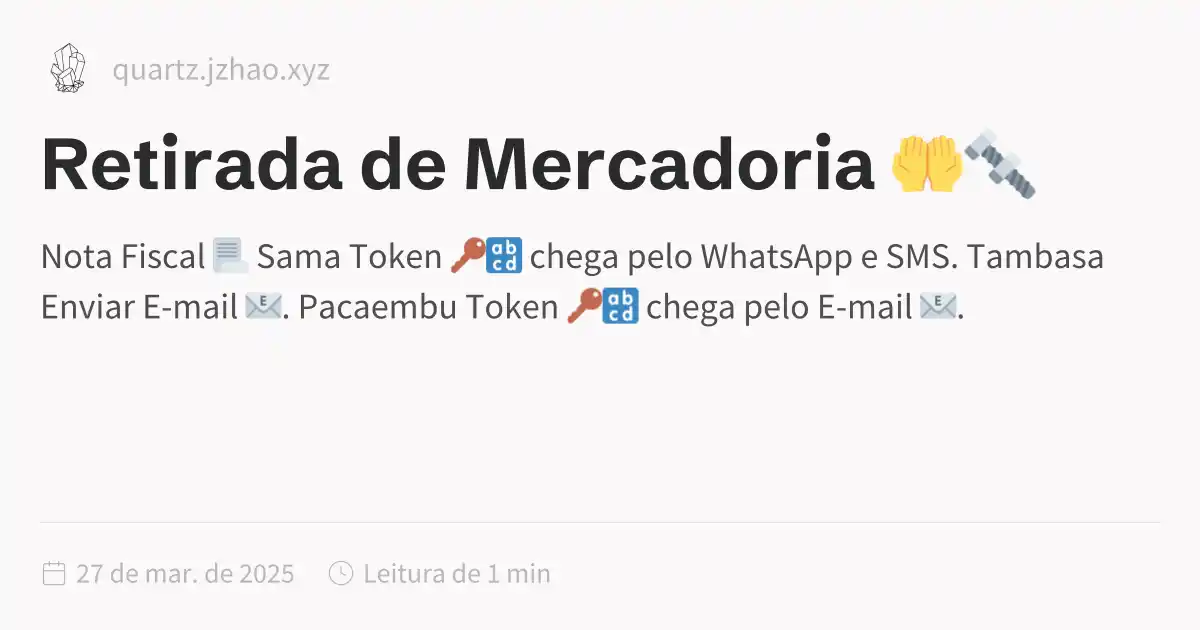 quartz.jzhao.xyz
Retirada de Mercadoria 🤲🔩
Nota Fiscal📃 Sama Token 🔑🔡 chega pelo WhatsApp e SMS. Tambasa
Enviar E-mail 📧. Pacaembu Token 🔑🔡 chega pelo E-mail 📧.
27 de mar. de 2025 Leitura de 1 min